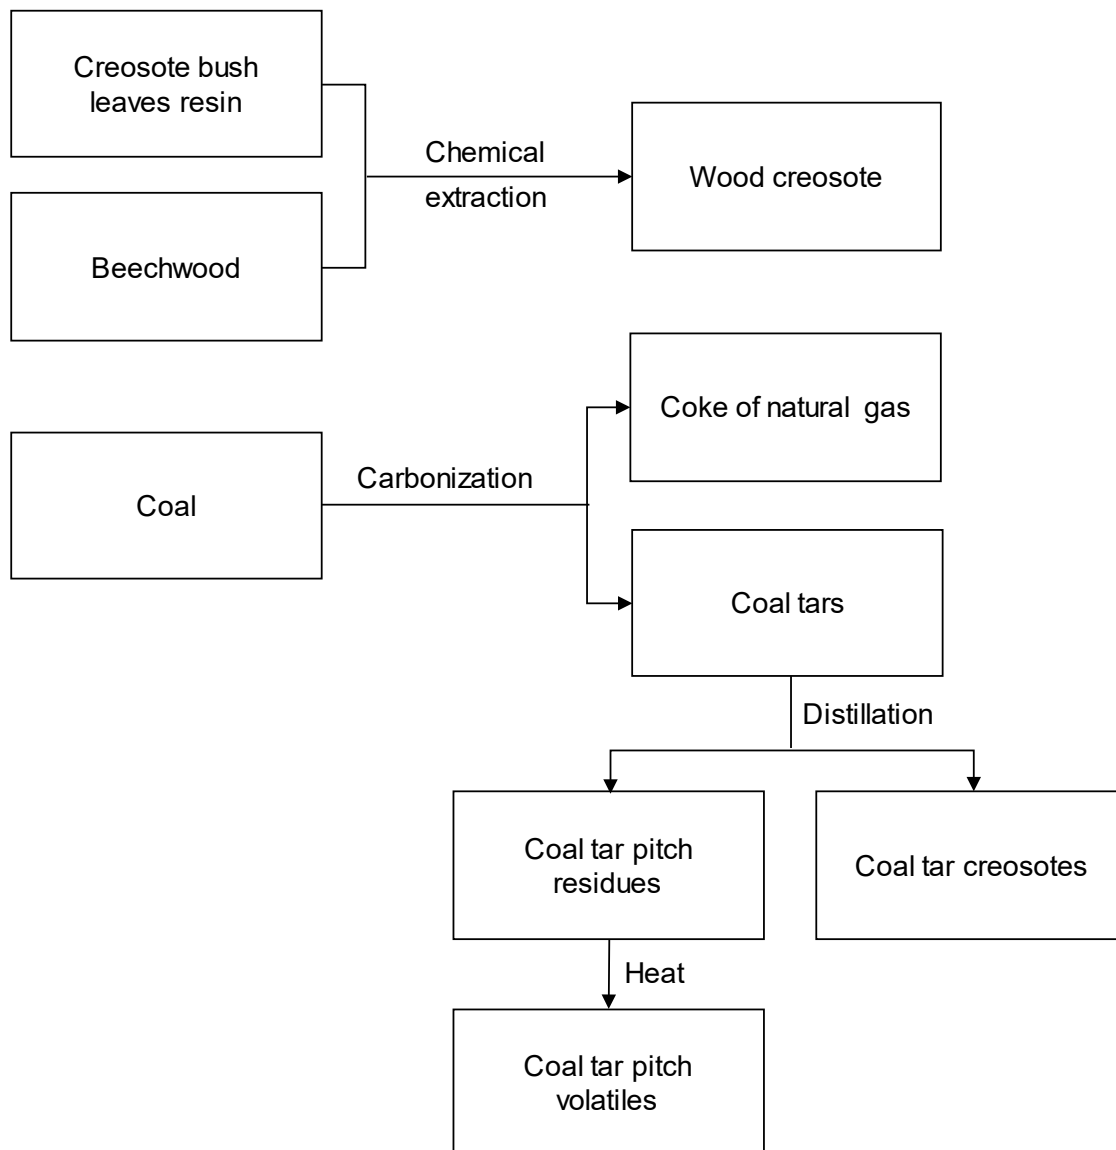 Creosote bush
leaves resin
Chemical
extraction
Wood creosote
Beechwood
Coke of natural gas
Carbonization
Coal
Coal tars
Distillation
Coal tar pitch
residues
Coal tar creosotes
Heat
Coal tar pitch
volatiles